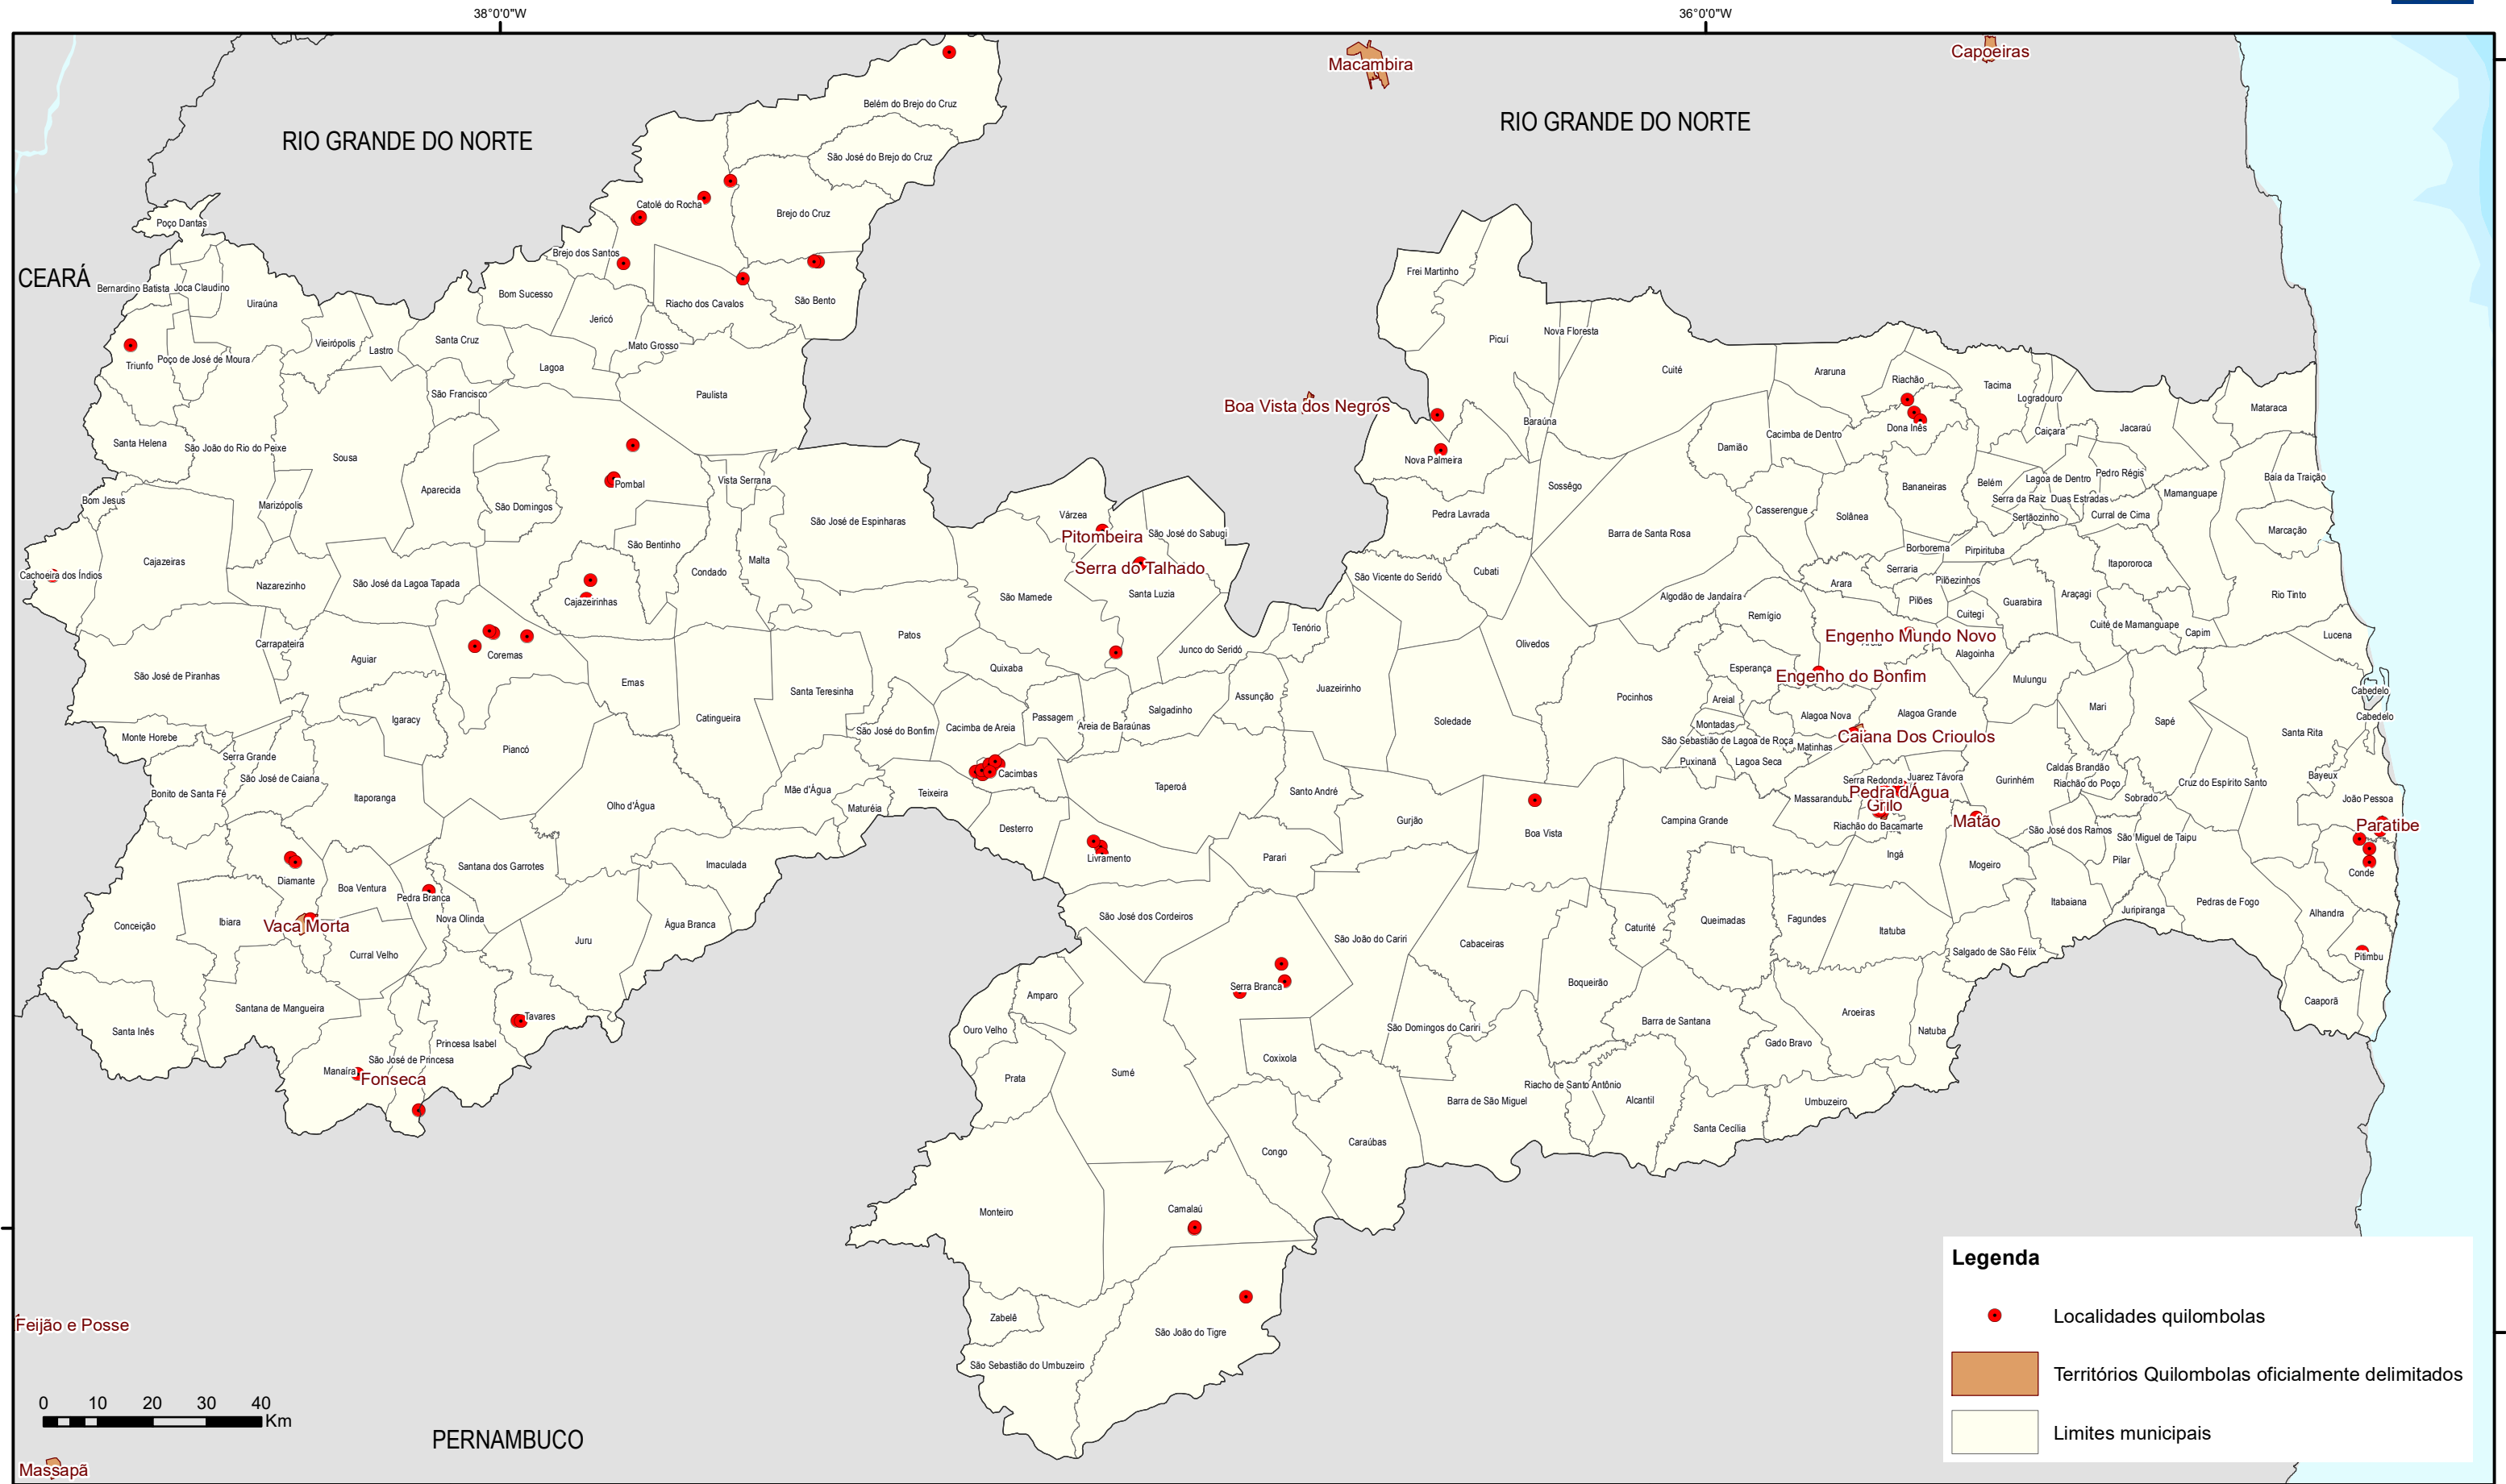 38°0'0"W
36°0'0"W
Macambira
Capoeiras
Belém do Brejo do Cruz
RIO GRANDE DO NORTE
RIO GRANDE DO NORTE
São José do Brejo do Cruz
Catolé do Rocha
Brejo do Cruz
Poço Dantas
Brejo dos Santos
CEARÁ
Bernardino Batista
Joca Claudino
Uiraúna
Bom Sucesso
Riacho dos Cavalos
São Bento
Frei Martinho
Jericó
Triunfo
Poço de José de Moura
Vieirópolis
Lastro
Santa Cruz
Mato Grosso
Lagoa
Paulista
Picuí
Nova Floresta
Cuité
Araruna
Riachão
Tacima
Logradouro
São Francisco
Boa Vista dos Negros
Baraúna
Mataraca
Santa Helena
São João do Rio do Peixe
Sousa
Damião
Cacimba de Dentro
Dona Inês
Caiçara
Jacaraú
Nova Palmeira
Aparecida
Pombal
Vista Serrana
Sossêgo
Bananeiras
Belém
Lagoa de Dentro
Pedro Régis
Baía da Traição
Bom Jesus
Marizópolis
São Domingos
São José de Espinharas
Várzea
Pedra Lavrada
Casserengue
Solânea
Serra da Raiz
Duas Estradas
Mamanguape
Sertãozinho
Curral de Cima
Marcação
Pitombeira
São José do Sabugi
Barra de Santa Rosa
Cajazeiras
São Bentinho
Malta
Borborema
Pirpirituba
Cachoeira dos Índios
Nazarezinho
São José da Lagoa Tapada
Condado
Serra do Talhado
São Vicente do Seridó
Cubati
Serraria
Itapororoca
Cajazeirinhas
São Mamede
Santa Luzia
Algodão de Jandaíra
Arara
Pilõezinhos
Rio Tinto
Remígio
Pilões
Cuitegi
Guarabira
Araçagi
Carrapateira
Patos
Tenório
Olivedos
Engenho Mundo Novo
Cuité de Mamanguape
Capim
Lucena
Aguiar
Coremas
Junco do Seridó
Alagoinha
São José de Piranhas
Emas
Quixaba
Esperança
Engenho do Bonfim
Mulungu
Santa Teresinha
Assunção
Juazeirinho
Pocinhos
Areial
Cabedelo
Igaracy
Catingueira
São José do Bonfim
Cacimba de Areia
Passagem
Areia de Baraúnas
Salgadinho
Soledade
Montadas
Alagoa Nova
Alagoa Grande
Mari
Sapé
Cabedelo
Monte Horebe
Serra Grande
Piancó
São Sebastião de Lagoa de Roça
Matinhas
Caiana Dos Crioulos
Santa Rita
São José de Caiana
Cacimbas
Puxinanã
Lagoa Seca
Caldas Brandão
Bonito de Santa Fé
Itaporanga
Olho d'Água
Mãe d'Água
Maturéia
Teixeira
Taperoá
Santo André
Serra Redonda
Juarez Távora
Gurinhém
Riachão do Poço
Cruz do Espírito Santo
Bayeux
Massaranduba
Pedra d'Água
Sobrado
João Pessoa
Grilo
Desterro
Gurjão
Boa Vista
Campina Grande
Riachão do Bacamarte
Matão
São José dos Ramos
São Miguel de Taipu
Paratibe
Livramento
Parari
Ingá
Mogeiro
Pilar
Conde
Diamante
Boa Ventura
Santana dos Garrotes
Imaculada
Pedra Branca
Conceição
Ibiara
Vaca Morta
Nova Olinda
Água Branca
São José dos Cordeiros
Queimadas
Fagundes
Itabaiana
Juripiranga
Pedras de Fogo
Alhandra
Juru
São João do Cariri
Cabaceiras
Caturité
Itatuba
Curral Velho
Salgado de São Félix
Pitimbu
Santana de Mangueira
Serra Branca
Boqueirão
Amparo
Caaporã
Santa Inês
Tavares
Ouro Velho
São Domingos do Cariri
Barra de Santana
Aroeiras
Natuba
Princesa Isabel
Gado Bravo
São José de Princesa
Coxixola
Manaíra
Fonseca
Prata
Sumé
Riacho de Santo Antônio
Barra de São Miguel
Alcantil
Umbuzeiro
Santa Cecília
Caraúbas
Congo
Monteiro
Camalaú
Zabelê
São João do Tigre
São Sebastião do Umbuzeiro
Feijão e Posse
Legenda
Localidades quilombolas
Territórios Quilombolas oficialmente delimitados
Limites municipais
0 10 20 30 40
Km
PERNAMBUCO
Massapã